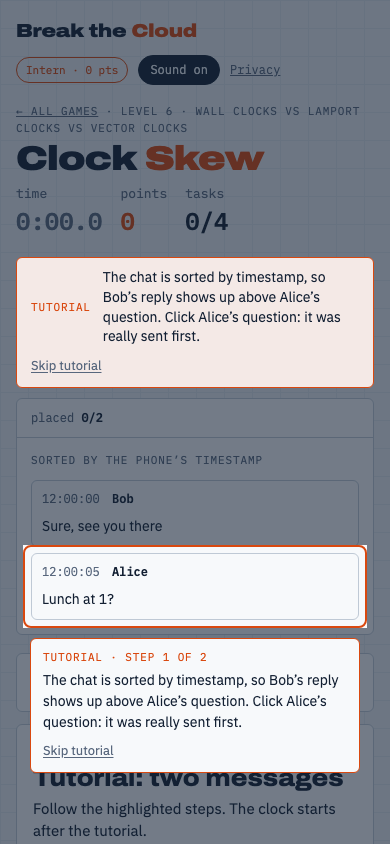 Break the Cloud
Intern · 0 pts
Sound on
Privacy
← ALL GAMES · LEVEL 6 · WALL CLOCKS VS LAMPORT
CLOCKS VS VECTOR CLOCKS
Clock Skew
time points tasks
0:00.0 0 0/4
The chat is sorted by timestamp, so
Bob’s reply shows up above Alice’s
TUTORIAL
question. Click Alice’s question: it was
really sent first.
Skip tutorial
placed 0/2
SORTED BY THE PHONE’S TIMESTAMP
12:00:00 Bob
Sure, see you there
12:00:05 Alice
Lunch at 1?
TUTORIAL · STEP 1 OF 2
The chat is sorted by timestamp, so Bob’s reply
shows up above Alice’s question. Click Alice’s
question: it was really sent first.
Skip tutorial
Tutorial: two messages
Follow the highlighted steps. The clock starts
after the tutorial.